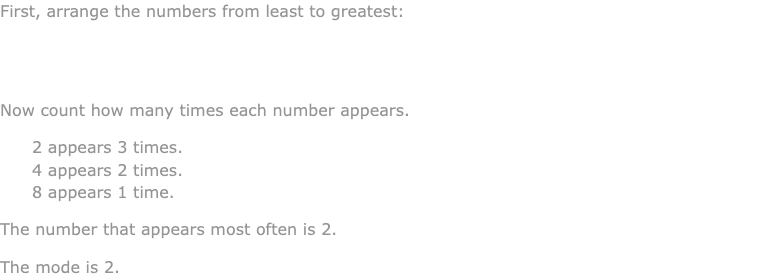 First, arrange the numbers from least to greatest:
Now count how many times each number appears.
2 appears 3 times.
4 appears 2 times.
8 appears 1 time.
The number that appears most often is 2.
The mode is 2.